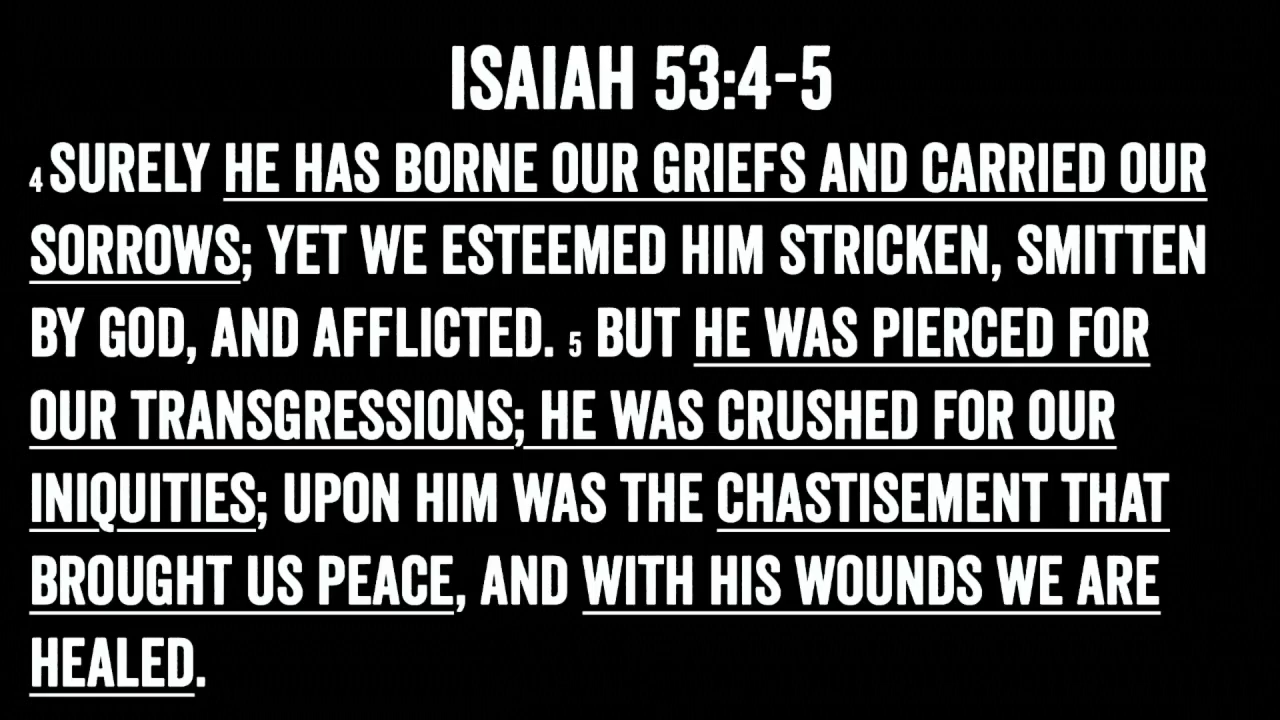 ISAIAH 53:4-5
4 SURELY HE HAS BORNE OUR GRIEFS AND CARRIED OUR
SORROWS; YET WE ESTEEMED HIM STRICKEN, SMITTEN
BY GOD, AND AFFLICTED. 5 BUT HE WAS PIERCED FOR
OUR TRANSGRESSIONS; HE WAS CRUSHED FOR OUR
INIQUITIES; UPON HIM WAS THE CHASTISEMENT THAT
BROUGHT US PEACE, AND WITH HIS WOUNDS WE ARE
HEALED.